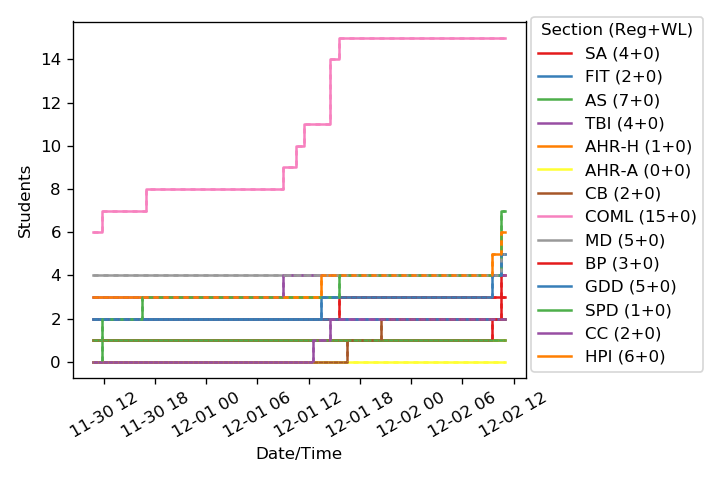 Section (Reg+WL)
SA (4+0)
FIT (2+0)
AS (7+0)
TBI (4+0)
AHR-H (1+0)
AHR-A (0+0)
CB (2+0)
COML (15+0)
MD (5+0)
BP (3+0)
GDD (5+0)
SPD (1+0)
CC (2+0)
HPI (6+0)
Students
14
12
10
8
6
4
2
0
11-30 12
11-30 18
12-01 00
12-01 06
12-01 12
12-01 18
12-02 00
12-02 06
12-02 12
Date/Time